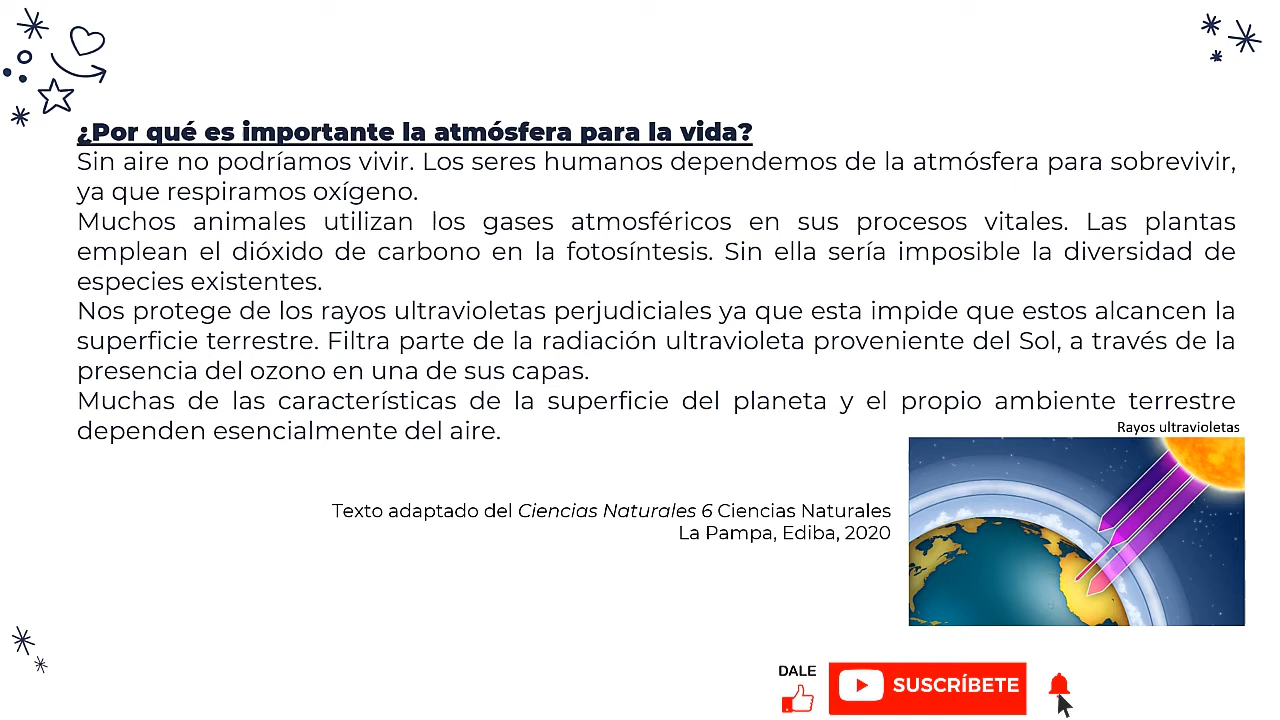 ¿Por qué es importante la atmósfera para la vida?
Sin aire no podríamos vivir. Los seres humanos dependemos de la atmósfera para sobrevivir,
ya que respiramos oxígeno.
Muchos animales utilizan los gases atmosféricos en sus procesos vitales. Las plantas
emplean el dióxido de carbono en la fotosíntesis. Sin ella sería imposible la diversidad de
especies existentes.
Nos protege de los rayos ultravioletas perjudiciales ya que esta impide que estos alcancen la
superficie terrestre. Filtra parte de la radiación ultravioleta proveniente del Sol, a través de la
presencia del ozono en una de sus capas.
Muchas de las características de la superficie del planeta y el propio ambiente terrestre
dependen esencialmente del aire.
Rayos ultravioletas
Texto adaptado del Ciencias Naturales 6 Ciencias Naturales
La Pampa, Ediba, 2020
DALE
SUSCRÍBETE